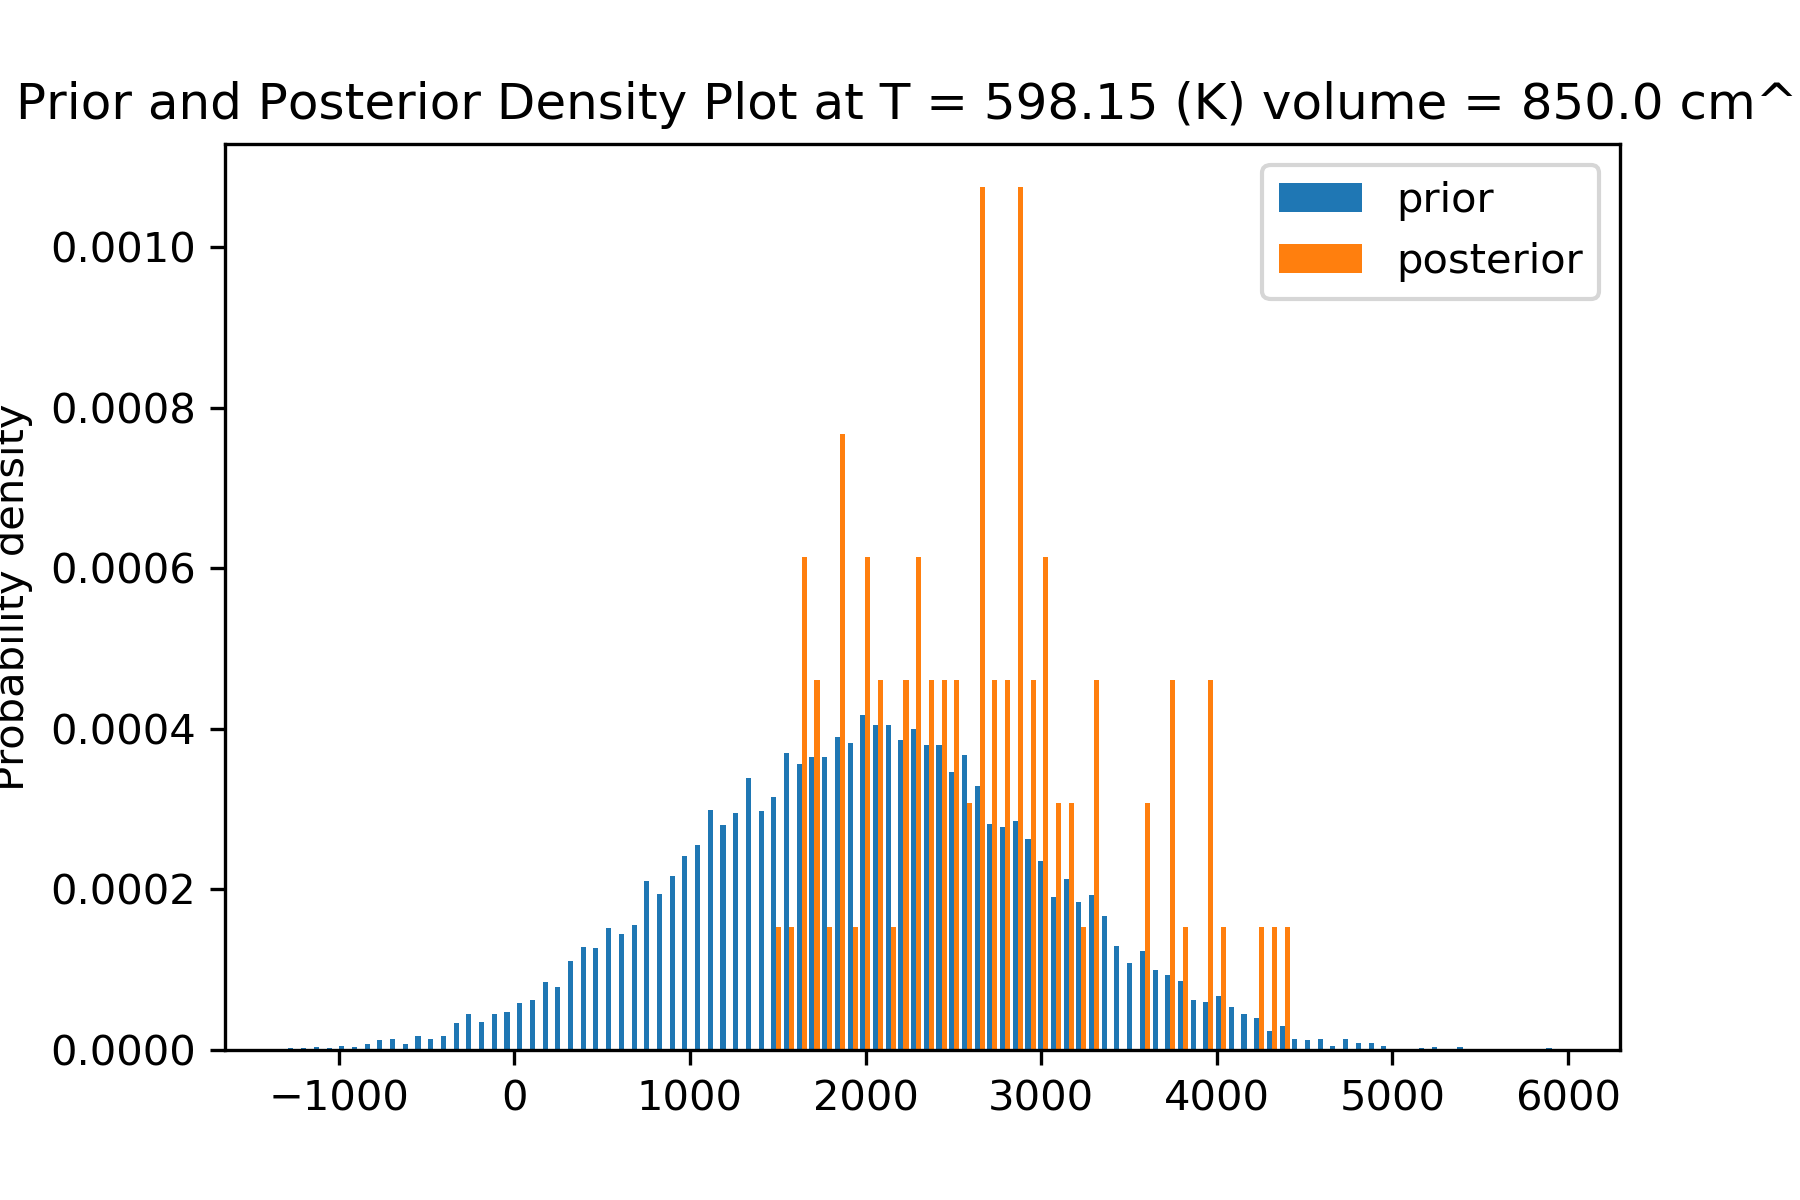 Prior and Posterior Density Plot at T = 598.15 (K) volume = 850.0 cm^
prior
posterior
Probability density
0.0010
0.0008
0.0006
0.0004
0.0002
0.0000
−1000 0 1000 2000 3000 4000 5000 6000